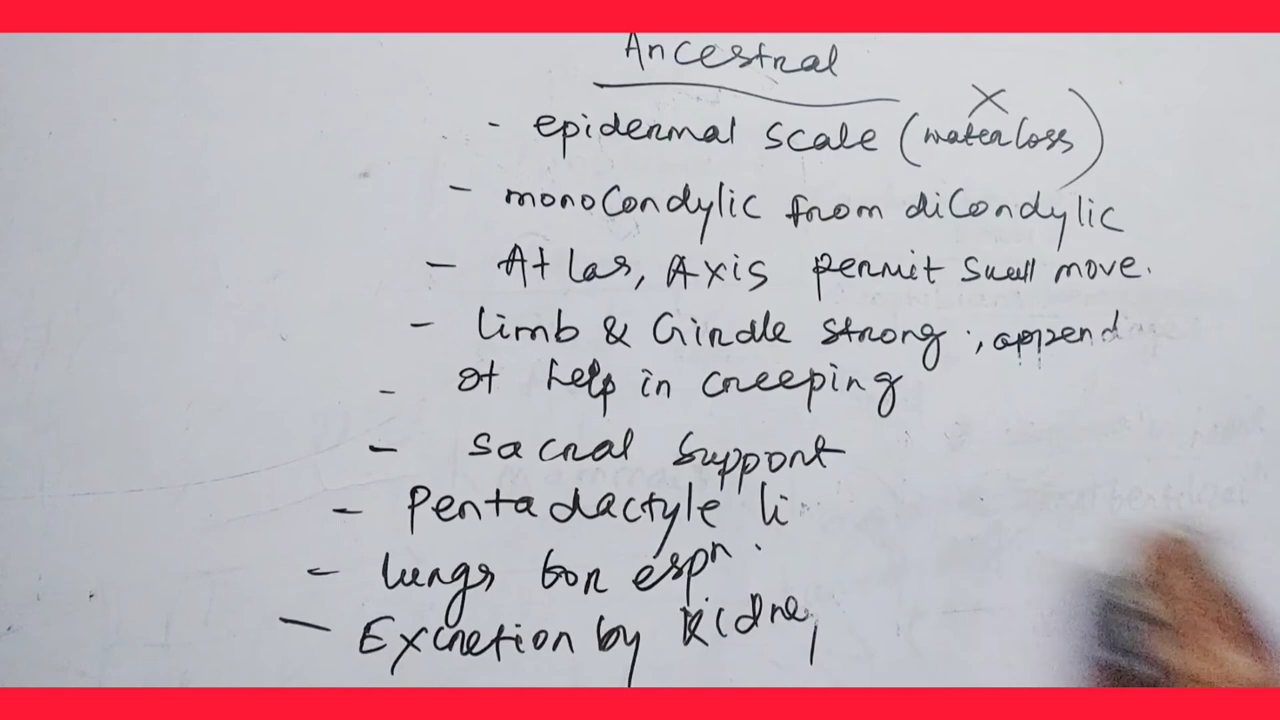 Ancestral
- epidermal scale (waterloss) X
- monocondylic from dicondylic
- Atlas, Axis permit small move.
- limb & Girdle strong, append
- It help in creeping
- Sacral support
- Pentadactyle li
- lungs for espn.
- Excretion by kidney